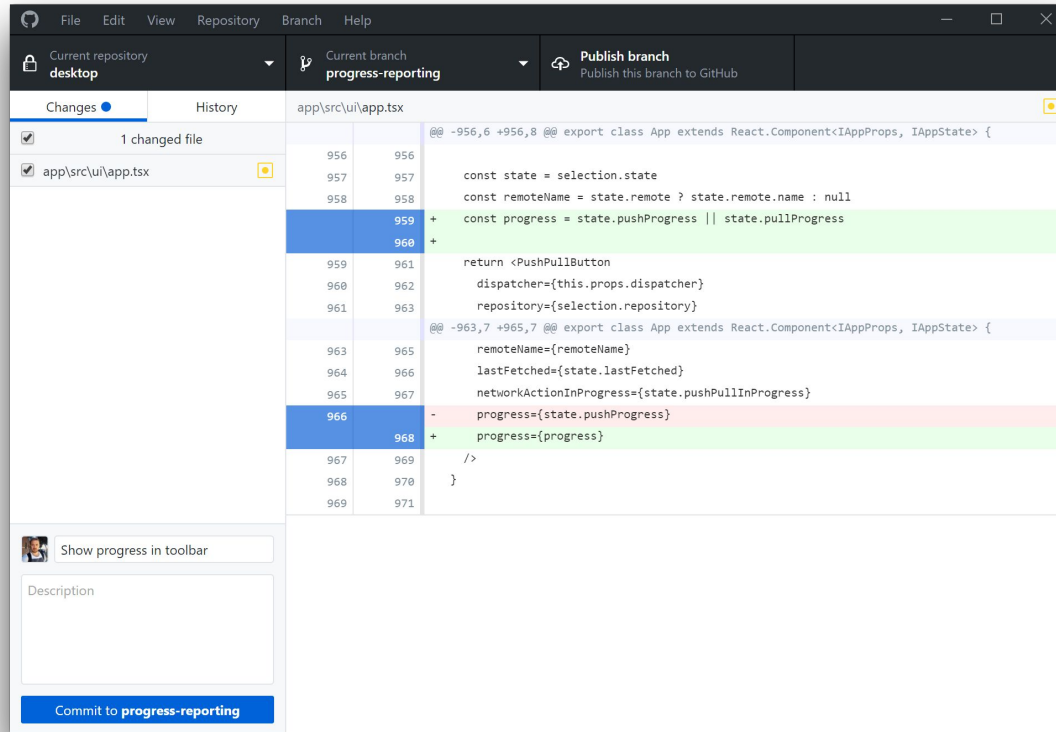 File Edit View Repository Branch Help
Current repository
desktop
Current branch
progress-reporting
Publish branch
Publish this branch to GitHub
Changes History
1 changed file
app\src\ui\app.tsx
app\src\ui\app.tsx
@@ -956,6 +956,8 @@ export class App extends React.Component<IAppProps, IAppState> {
956 956
957 957 const state = selection.state
958 958 const remoteName = state.remote ? state.remote.name : null
959 + const progress = state.pushProgress || state.pullProgress
960 +
959 961 return <PushPullButton
960 962 dispatcher={this.props.dispatcher}
961 963 repository={selection.repository}
@@ -963,7 +965,7 @@ export class App extends React.Component<IAppProps, IAppState> {
963 965 remoteName={remoteName}
964 966 lastFetched={state.lastFetched}
965 967 networkActionInProgress={state.pushPullInProgress}
966 - progress={state.pushProgress}
968 + progress={progress}
967 969 />
968 970 }
969 971
Show progress in toolbar
Description
Commit to progress-reporting